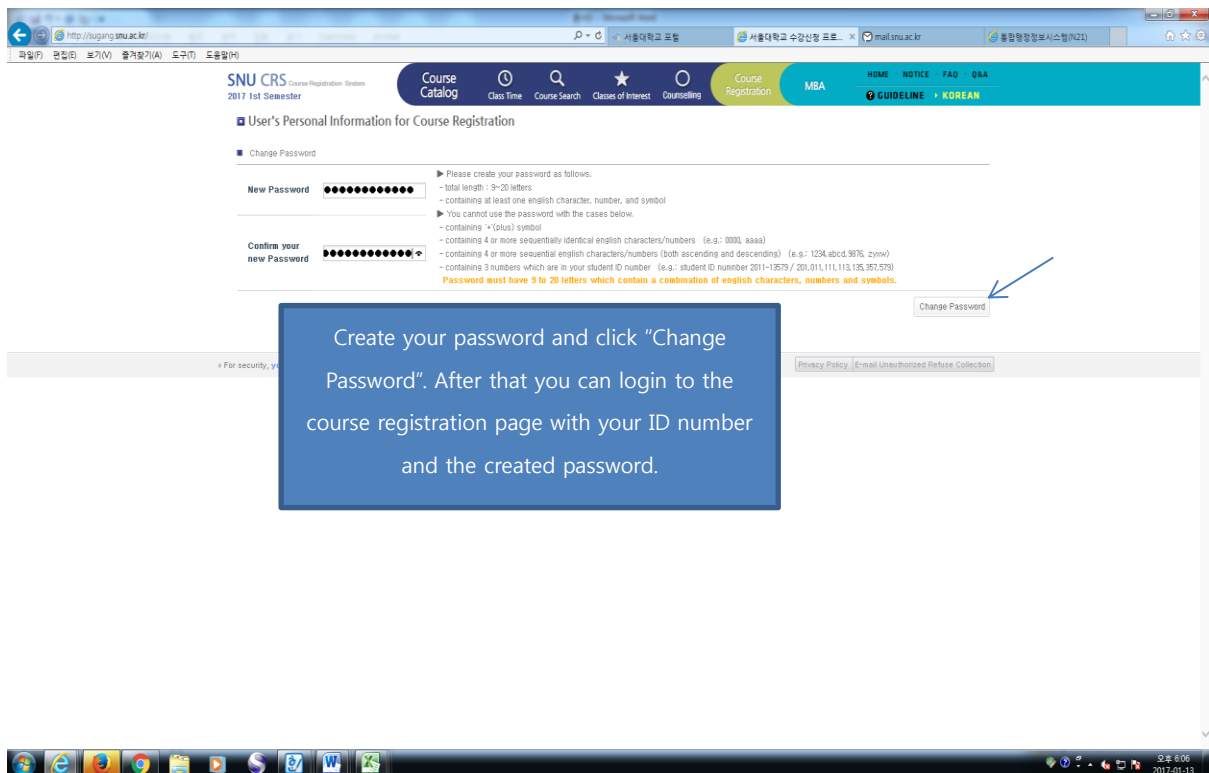 http://sugang.snu.ac.kr/
서울대학교 포털
서울대학교 수강신청 프로...
mail.snu.ac.kr
통합행정정보시스템(N21)
파일(F) 편집(E) 보기(V) 즐겨찾기(A) 도구(T) 도움말(H)
SNU CRS Course Registration System
2017 1st Semester
Course Catalog
Class Time
Course Search
Classes of Interest
Counselling
Course Registration
MBA
HOME NOTICE FAQ Q&A
GUIDELINE KOREAN
User's Personal Information for Course Registration
Change Password
New Password
▶ Please create your password as follows.
- total length : 9~20 letters
- containing at least one english character, number, and symbol
▶ You cannot use the password with the cases below.
- containing '+'(plus) symbol
- containing 4 or more sequentially identical english characters/numbers (e.g.: 0000, aaaa)
Confirm your
new Password
- containing 4 or more sequential english characters/numbers (both ascending and descending) (e.g.: 1234,abcd,9876, zyxw)
- containing 3 numbers which are in your student ID number (e.g.: student ID numnber 2011-13579 / 201,011,111,113,135,357,579)
Password must have 9 to 20 letters which contain a combination of english characters, numbers and symbols.
Change Password
Create your password and click “Change
Password”. After that you can login to the
course registration page with your ID number
and the created password.
› For security,
Privacy Policy
E-mail Unauthorized Refuse Collection
오후 6:06
2017-01-13